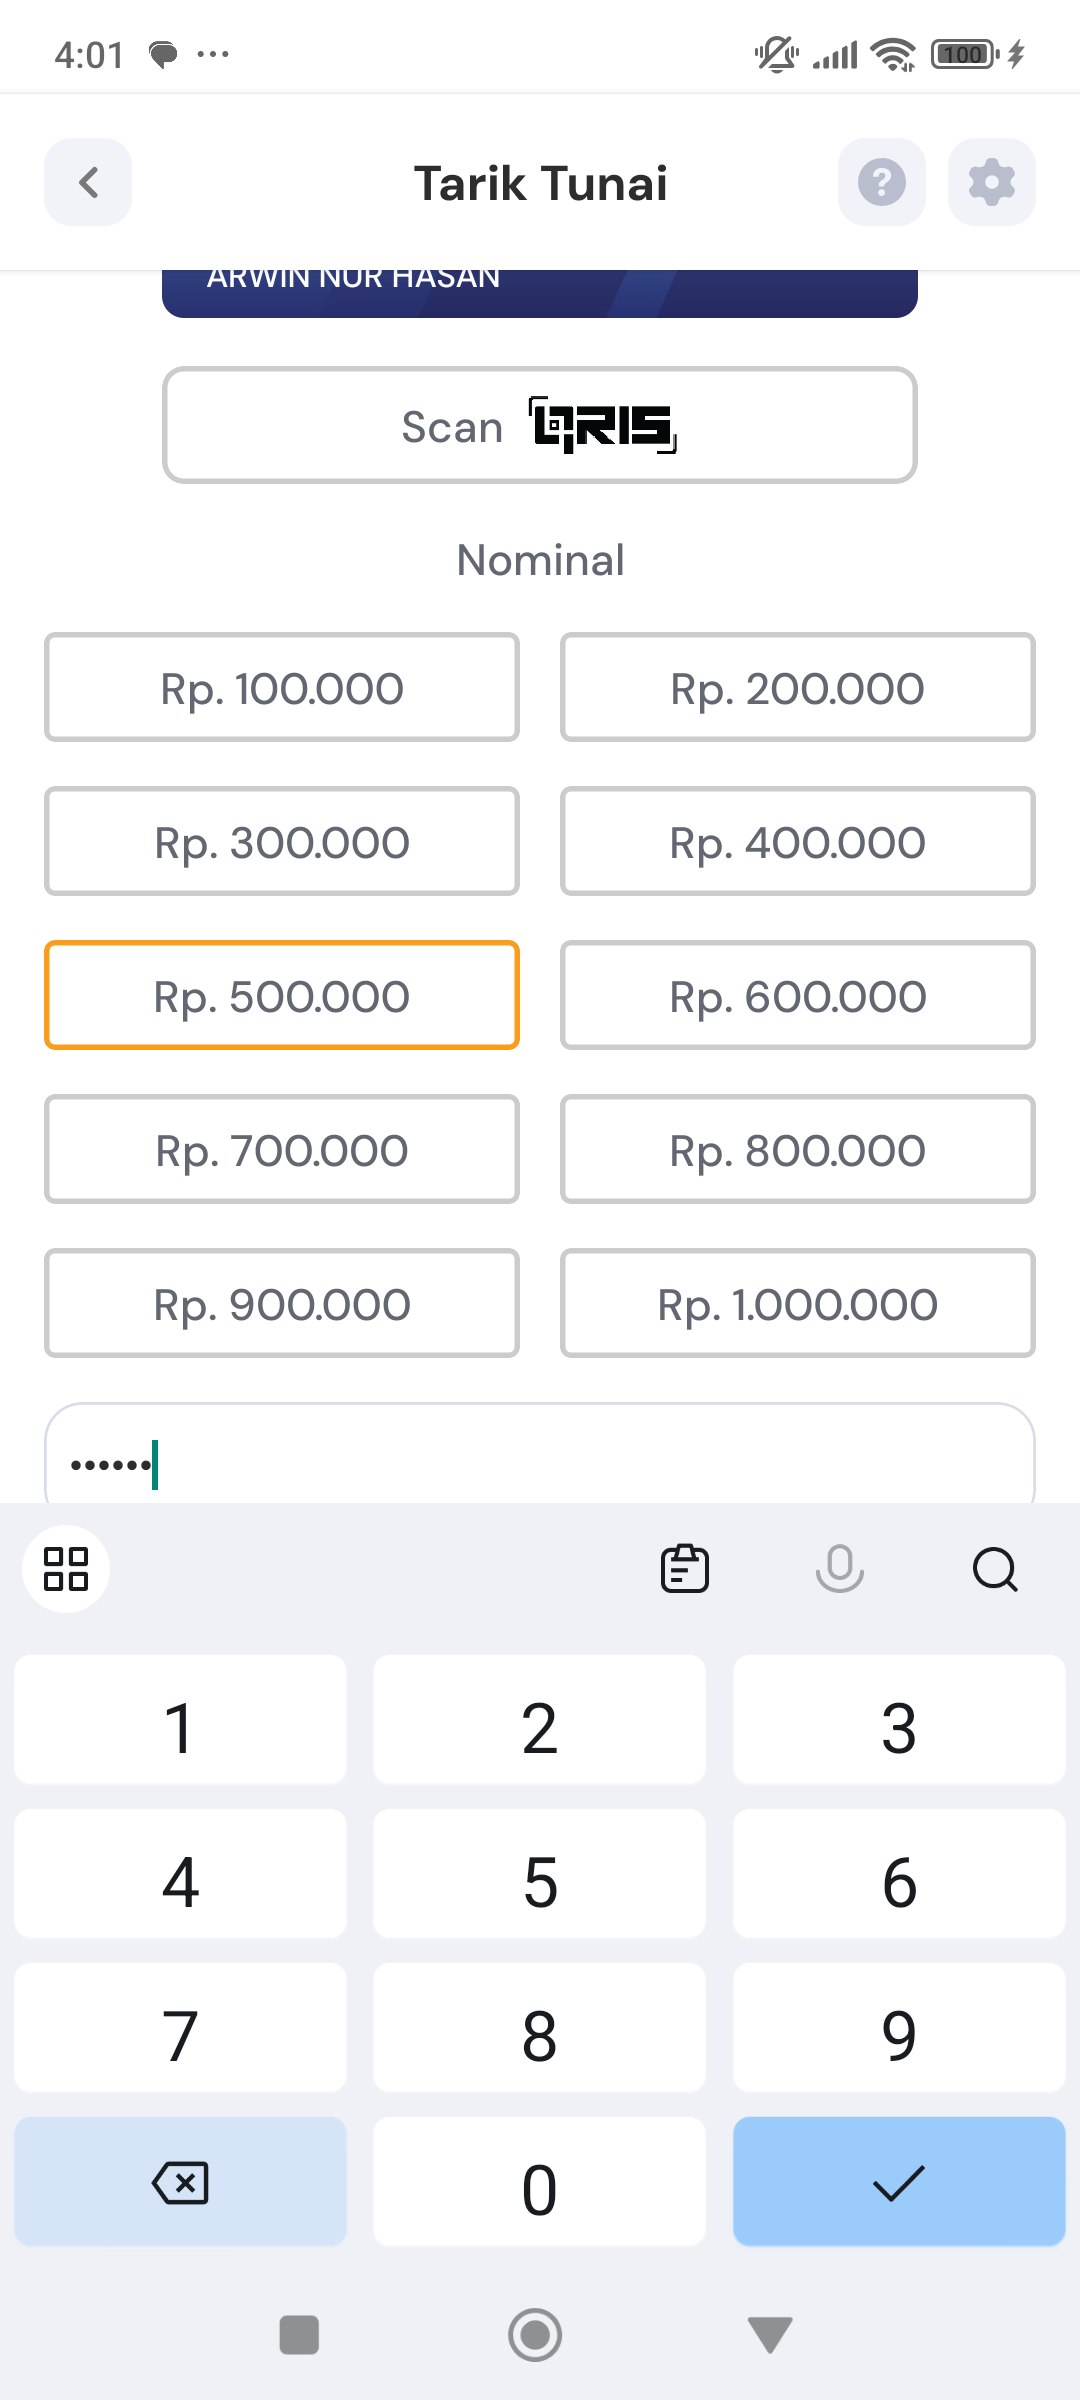 4:01
100
Tarik Tunai
ARWIN NUR HASAN
Scan QRIS
Nominal
Rp. 100.000
Rp. 200.000
Rp. 300.000
Rp. 400.000
Rp. 500.000
Rp. 600.000
Rp. 700.000
Rp. 800.000
Rp. 900.000
Rp. 1.000.000
••••••
1
2
3
4
5
6
7
8
9
0